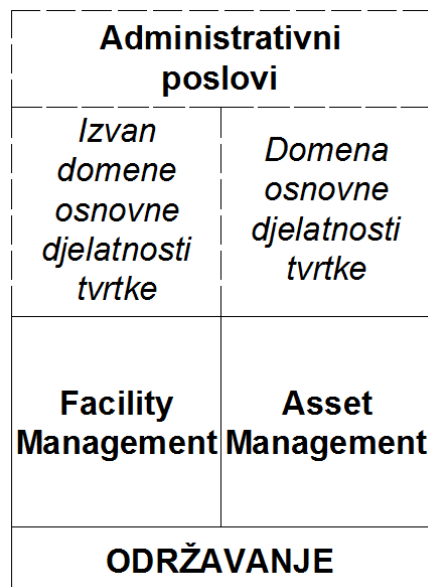 Administrativni
poslovi
Izvan
domene
osnovne
djelatnosti
tvrtke
Domena
osnovne
djelatnosti
tvrtke
Facility
Management
Asset
Management
ODRŽAVANJE